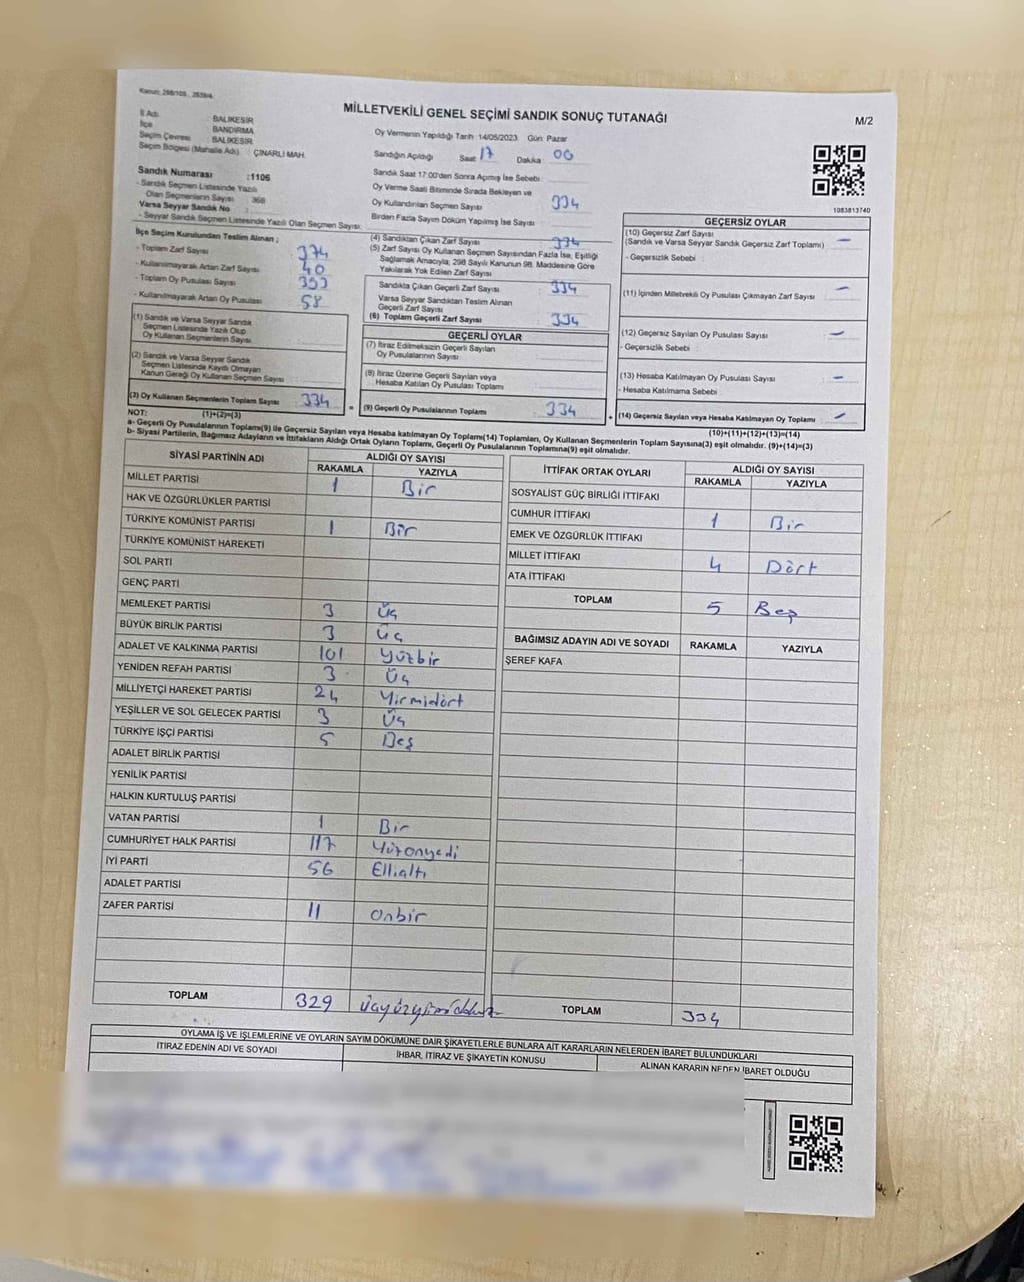 Kanun: 298/105 , 2839/4
MİLLETVEKİLİ GENEL SEÇİMİ SANDIK SONUÇ TUTANAĞI
M/2
İl Adı : BALIKESİR
İlçe : BANDIRMA
Seçim Çevresi : BALIKESİR
Seçim Bölgesi (Mahalle Adı) : ÇINARLI MAH.
Sandık Numarası :1106
- Sandık Seçmen Listesinde Yazılı
Olan Seçmenlerin Sayısı : 368
Varsa Seyyar Sandık No :
- Seyyar Sandık Seçmen Listesinde Yazılı Olan Seçmen Sayısı:
Oy Vermenin Yapıldığı Tarih: 14/05/2023 Gün: Pazar
Sandığın Açıldığı Saat 17 Dakika 00
Sandık Saat 17:00'den Sonra Açılmış İse Sebebi :
Oy Verme Saati Bitiminde Sırada Bekleyen ve
Oy Kullandırılan Seçmen Sayısı : 334
Birden Fazla Sayım Döküm Yapılmış İse Sayısı :
1083813740
İlçe Seçim Kurulundan Teslim Alınan ;
- Toplam Zarf Sayısı : 374
- Kullanılmayarak Artan Zarf Sayısı : 40
- Toplam Oy Pusulası Sayısı :
- Kullanılmayarak Artan Oy Pusulası : 58
(1) Sandık ve Varsa Seyyar Sandık
Seçmen Listesinde Yazılı Olup
Oy Kullanan Seçmenlerin Sayısı
(2) Sandık ve Varsa Seyyar Sandık
Seçmen Listesinde Kaydı Olmayan
Kanun Gereği Oy Kullanan Seçmen Sayısı :
(3) Oy Kullanan Seçmenlerin Toplam Sayısı : 334
(1)+(2)=(3)
(4) Sandıktan Çıkan Zarf Sayısı : 334
(5) Zarf Sayısı Oy Kullanan Seçmen Sayısından Fazla İse, Eşitliği
Sağlamak Amacıyla; 298 Sayılı Kanunun 98. Maddesine Göre
Yakılarak Yok Edilen Zarf Sayısı :
Sandıkta Çıkan Geçerli Zarf Sayısı : 334
Varsa Seyyar Sandıktan Teslim Alınan
Geçerli Zarf Sayısı :
(6) Toplam Geçerli Zarf Sayısı : 334
GEÇERLİ OYLAR
(7) İtiraz Edilmeksizin Geçerli Sayılan
Oy Pusulalarının Sayısı :
(8) İtiraz Üzerine Geçerli Sayılan veya
Hesaba Katılan Oy Pusulası Toplamı :
= (9) Geçerli Oy Pusulalarının Toplamı : 334
GEÇERSİZ OYLAR
(10) Geçersiz Zarf Sayısı : –
(Sandık ve Varsa Seyyar Sandık Geçersiz Zarf Toplamı)
- Geçersizlik Sebebi :
(11) İçinden Milletvekili Oy Pusulası Çıkmayan Zarf Sayısı : –
(12) Geçersiz Sayılan Oy Pusulası Sayısı : –
- Geçersizlik Sebebi :
(13) Hesaba Katılmayan Oy Pusulası Sayısı : –
- Hesaba Katılmama Sebebi :
+ (14) Geçersiz Sayılan veya Hesaba Katılmayan Oy Toplamı : –
(10)+(11)+(12)+(13)=(14)
NOT:
a- Geçerli Oy Pusulalarının Toplamı(9) ile Geçersiz Sayılan veya Hesaba katılmayan Oy Toplamı(14) Toplamları, Oy Kullanan Seçmenlerin Toplam Sayısına(3) eşit olmalıdır. (9)+(14)=(3)
b- Siyasi Partilerin, Bağımsız Adayların ve İttifakların Aldığı Ortak Oyların Toplamı, Geçerli Oy Pusulalarının Toplamına(9) eşit olmalıdır.
SİYASİ PARTİNİN ADI ALDIĞI OY SAYISI
RAKAMLA YAZIYLA
MİLLET PARTİSİ 1 Bir
HAK VE ÖZGÜRLÜKLER PARTİSİ
TÜRKİYE KOMÜNİST PARTİSİ 1 Bir
TÜRKİYE KOMÜNİST HAREKETİ
SOL PARTİ
GENÇ PARTİ
MEMLEKET PARTİSİ 3 Üç
BÜYÜK BİRLİK PARTİSİ 3 Üç
ADALET VE KALKINMA PARTİSİ 101 Yüzbir
YENİDEN REFAH PARTİSİ 3 Üç
MİLLİYETÇİ HAREKET PARTİSİ 24 Yirmidört
YEŞİLLER VE SOL GELECEK PARTİSİ 3 Üç
TÜRKİYE İŞÇİ PARTİSİ 5 Beş
ADALET BİRLİK PARTİSİ
YENİLİK PARTİSİ
HALKIN KURTULUŞ PARTİSİ
VATAN PARTİSİ 1 Bir
CUMHURİYET HALK PARTİSİ 117 Yüzonyedi
İYİ PARTİ 56 Ellialtı
ADALET PARTİSİ
ZAFER PARTİSİ 11 Onbir
TOPLAM 329
İTTİFAK ORTAK OYLARI ALDIĞI OY SAYISI
RAKAMLA YAZIYLA
SOSYALİST GÜÇ BİRLİĞİ İTTİFAKI
CUMHUR İTTİFAKI 1 Bir
EMEK VE ÖZGÜRLÜK İTTİFAKI
MİLLET İTTİFAKI 4 Dört
ATA İTTİFAKI
TOPLAM 5 Beş
BAĞIMSIZ ADAYIN ADI VE SOYADI RAKAMLA YAZIYLA
ŞEREF KAFA
TOPLAM 334
OYLAMA İŞ VE İŞLEMLERİNE VE OYLARIN SAYIM DÖKÜMÜNE DAİR ŞİKAYETLERLE BUNLARA AİT KARARLARIN NELERDEN İBARET BULUNDUKLARI
İTİRAZ EDENİN ADI VE SOYADI İHBAR, İTİRAZ VE ŞİKAYETİN KONUSU ALINAN KARARIN NEDEN İBARET OLDUĞU